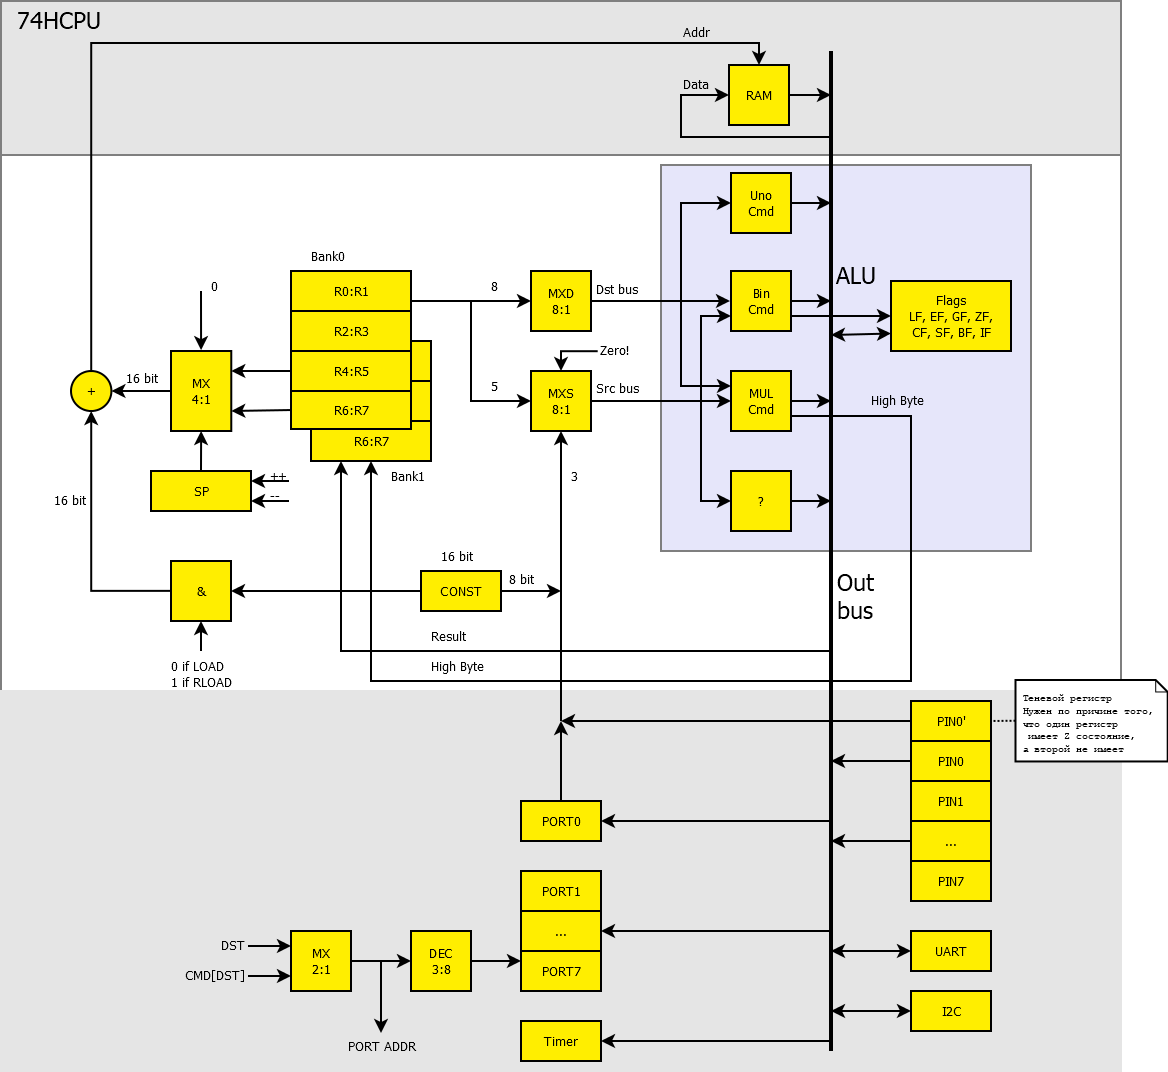 74HCPU
Addr
Data
RAM
Uno
Cmd
Bank0
0
R0:R1
8
MXD
8:1
Dst bus
Bin
Cmd
ALU
Flags
LF, EF, GF, ZF,
CF, SF, BF, IF
R2:R3
Zero!
16 bit
+
MX
4:1
R4:R5
5
MXS
8:1
Src bus
MUL
Cmd
High Byte
R6:R7
R6:R7
Bank1
++
--
SP
3
?
16 bit
16 bit
8 bit
CONST
&
Out
bus
Result
High Byte
0 if LOAD
1 if RLOAD
Теневой регистр
Нужен по причине того,
что один регистр
имеет Z состояние,
а второй не имеет
PIN0'
PIN0
PIN1
...
PIN7
PORT0
PORT1
...
PORT7
DST
CMD[DST]
MX
2:1
DEC
3:8
UART
I2C
PORT ADDR
Timer